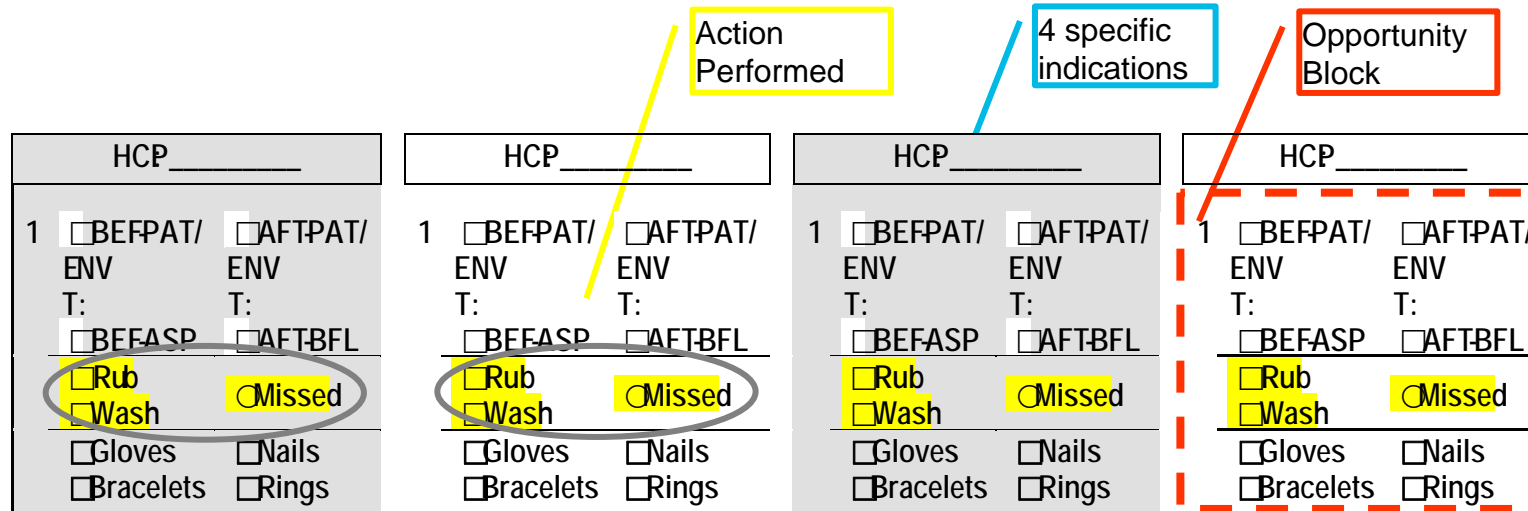 Action
Performed
4 specific
indications
Opportunity
Block
HCP_________
1 □BEF-PAT/ □AFT-PAT/
ENV ENV
T: T:
□BEF-ASP □AFT-BFL
□Rub
○Missed
□Wash
□Gloves □Nails
□Bracelets □Rings
HCP_________
1 □BEF-PAT/ □AFT-PAT/
ENV ENV
T: T:
□BEF-ASP □AFT-BFL
□Rub
○Missed
□Wash
□Gloves □Nails
□Bracelets □Rings
HCP_________
1 □BEF-PAT/ □AFT-PAT/
ENV ENV
T: T:
□BEF-ASP □AFT-BFL
□Rub
○Missed
□Wash
□Gloves □Nails
□Bracelets □Rings
HCP_________
1 □BEF-PAT/ □AFT-PAT/
ENV ENV
T: T:
□BEF-ASP □AFT-BFL
□Rub
○Missed
□Wash
□Gloves □Nails
□Bracelets □Rings